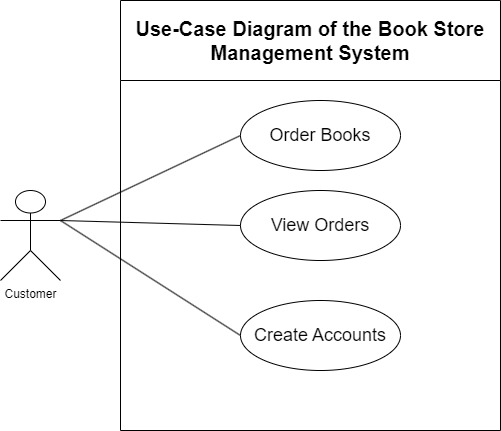 Use-Case Diagram of the Book Store
Management System
Order Books
View Orders
Create Accounts
Customer